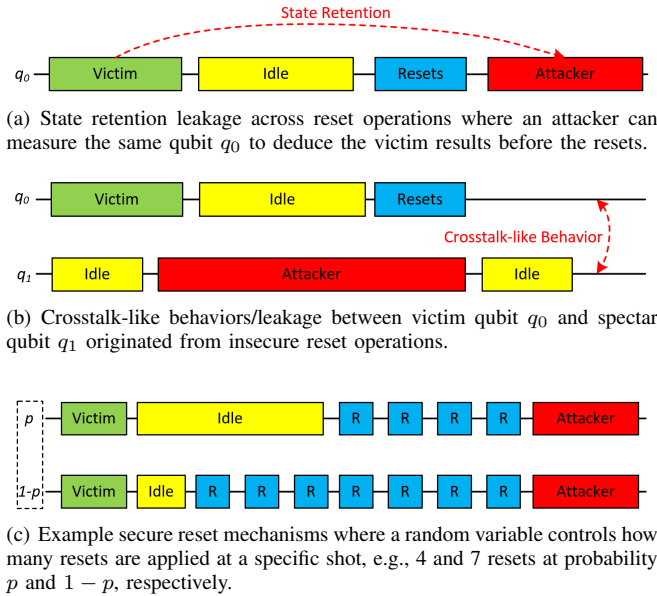 State Retention
q0 Victim Idle Resets Attacker
(a) State retention leakage across reset operations where an attacker can
measure the same qubit q0 to deduce the victim results before the resets.
q0 Victim Idle Resets
Crosstalk-like Behavior
q1 Idle Attacker Idle
(b) Crosstalk-like behaviors/leakage between victim qubit q0 and spectar
qubit q1 originated from insecure reset operations.
p Victim Idle R R R R Attacker
1-p Victim Idle R R R R R R R Attacker
(c) Example secure reset mechanisms where a random variable controls how
many resets are applied at a specific shot, e.g., 4 and 7 resets at probability
p and 1 − p, respectively.